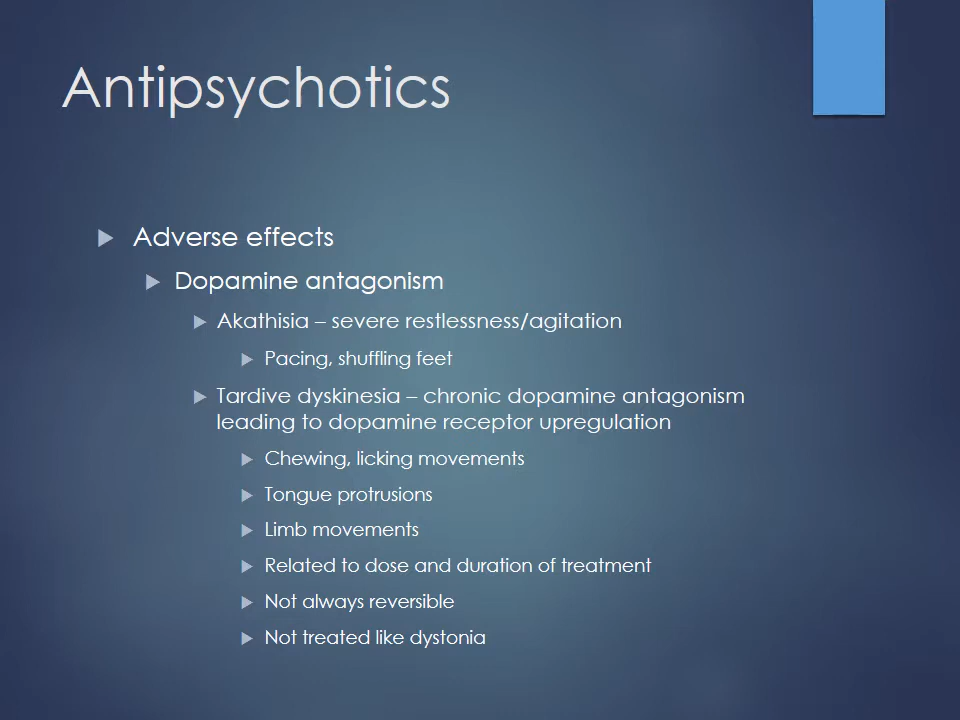 Antipsychotics
Adverse effects
Dopamine antagonism
Akathisia – severe restlessness/agitation
Pacing, shuffling feet
Tardive dyskinesia – chronic dopamine antagonism
leading to dopamine receptor upregulation
Chewing, licking movements
Tongue protrusions
Limb movements
Related to dose and duration of treatment
Not always reversible
Not treated like dystonia